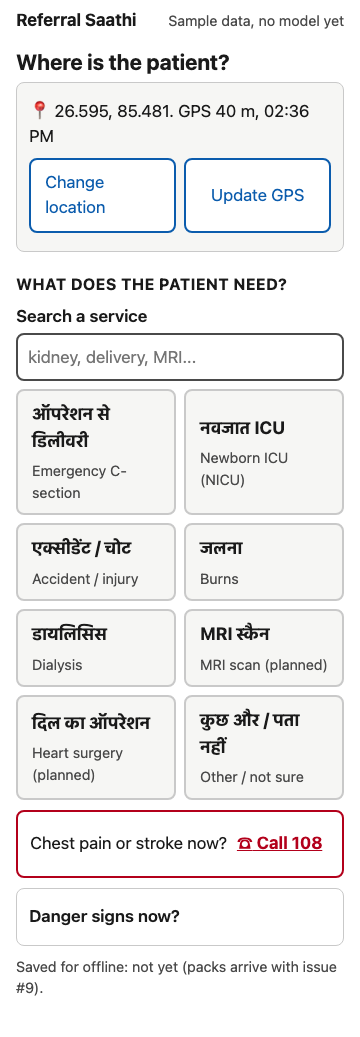 Referral Saathi Sample data, no model yet
Where is the patient?
📍 26.595, 85.481. GPS 40 m, 02:36
PM
Change
location
Update GPS
WHAT DOES THE PATIENT NEED?
Search a service
kidney, delivery, MRI...
ऑपरेशन से
डिलीवरी
Emergency C-
section
नवजात ICU
Newborn ICU
(NICU)
एक्सीडेंट / चोट
Accident / injury
जलना
Burns
डायलिसिस
Dialysis
MRI स्कैन
MRI scan (planned)
दिल का ऑपरेशन
Heart surgery
(planned)
कुछ और / पता
नहीं
Other / not sure
Chest pain or stroke now? ☎ Call 108
Danger signs now?
Saved for offline: not yet (packs arrive with issue
#9).